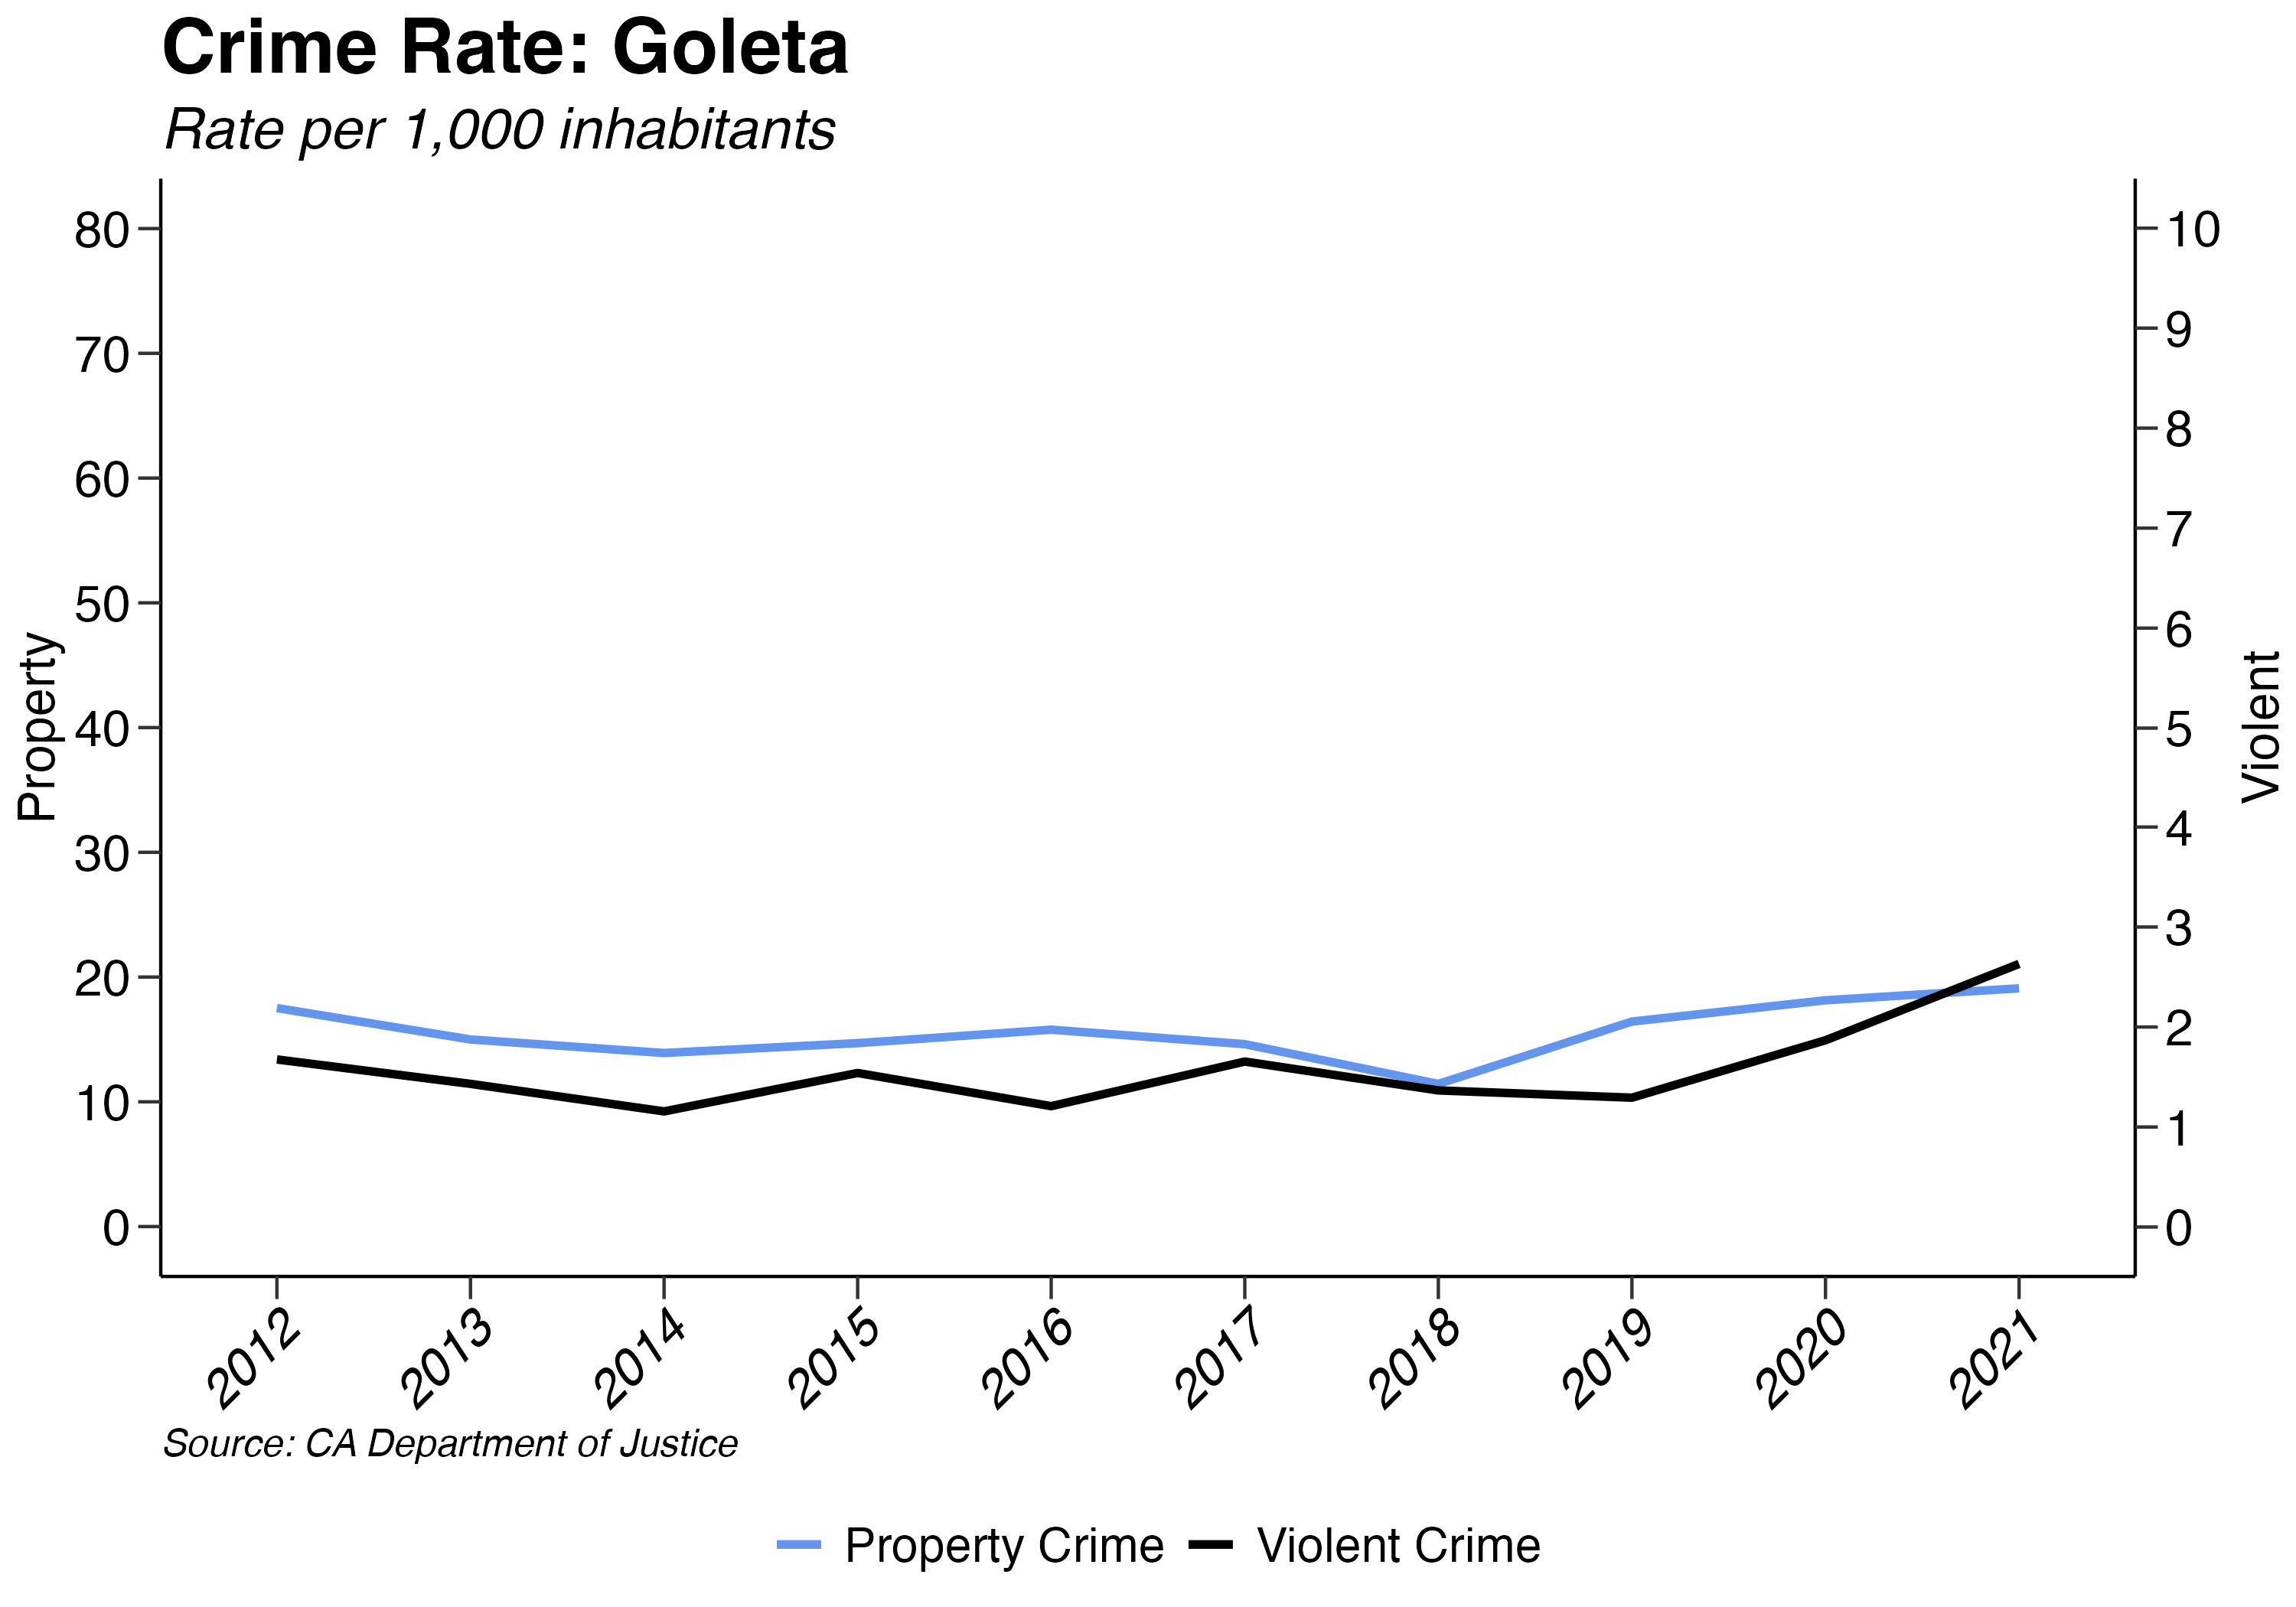 Crime Rate: Goleta
Rate per 1,000 inhabitants
Property
80
70
60
50
40
30
20
10
0
10
9
8
7
6
5
4
3
2
1
0
Violent
2012 2013 2014 2015 2016 2017 2018 2019 2020 2021
Source: CA Department of Justice
Property Crime Violent Crime